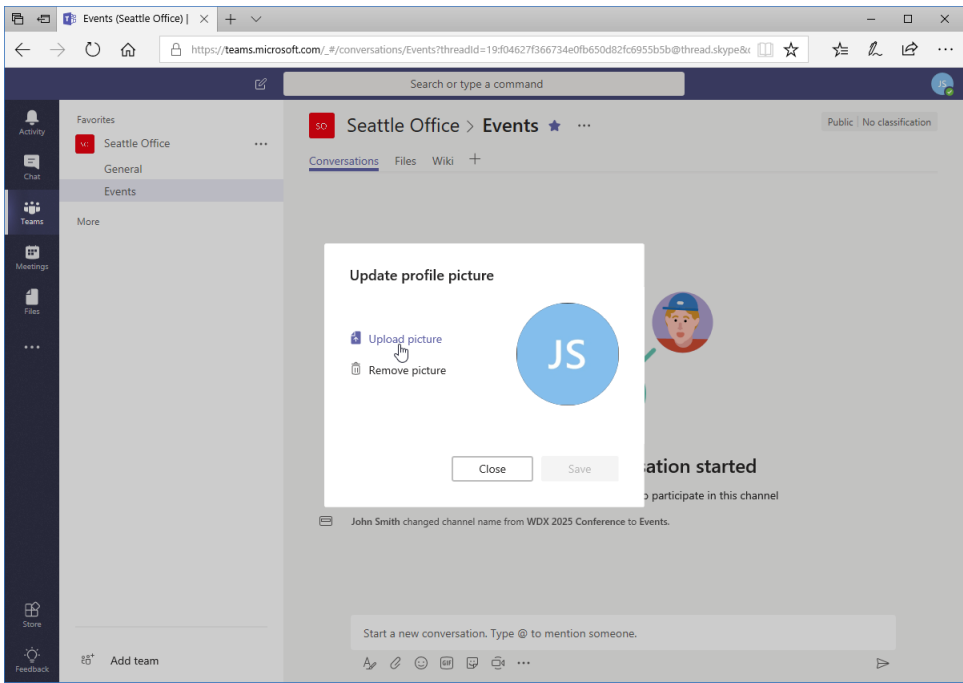 Events (Seattle Office) |
https://teams.microsoft.com/_#/conversations/Events?threadId=19:f04627f366734e0fb650d82fc6955b5b@thread.skype&
Search or type a command
JS
Activity
Chat
Teams
Meetings
Files
Store
Feedback
Favorites
SO Seattle Office
General
Events
More
Add team
SO Seattle Office > Events
Public | No classification
Conversations Files Wiki
Update profile picture
Upload picture
Remove picture
JS
Close Save
ation started
participate in this channel
John Smith changed channel name from WDX 2025 Conference to Events.
Start a new conversation. Type @ to mention someone.
GIF